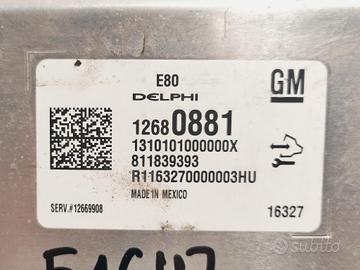 E80
DELPHI
GM
12680881
1310101000000X
811839393
R1163270000003HU
MADE IN MEXICO
SERV.#12669908
16327
subito